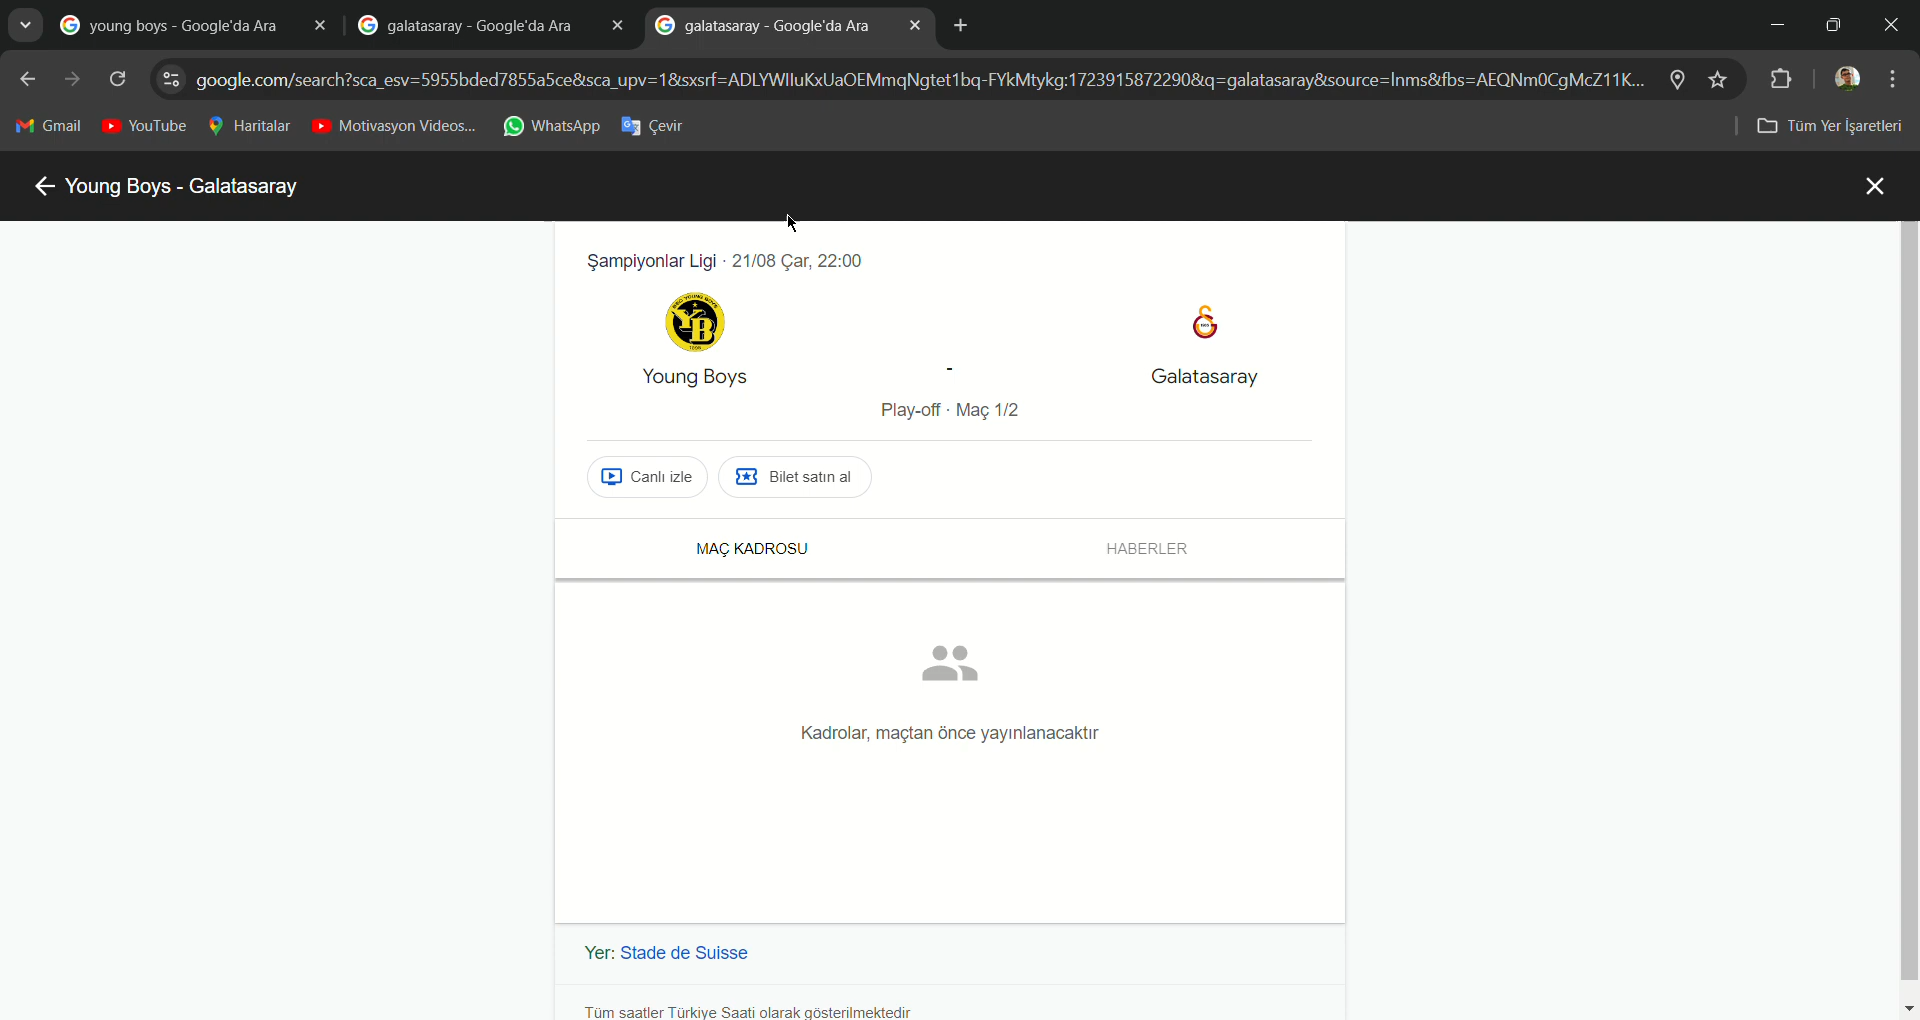 young boys - Google'da Ara
galatasaray - Google'da Ara
galatasaray - Google'da Ara
google.com/search?sca_esv=5955bded7855a5ce&sca_upv=1&sxsrf=ADLYWIIuKxUaOEMmqNgtet1bq-FYkMtykg:1723915872290&q=galatasaray&source=lnms&fbs=AEQNm0CgMcZ11K...
Gmail
YouTube
Haritalar
Motivasyon Videos...
WhatsApp
Çevir
Tüm Yer İşaretleri
Young Boys - Galatasaray
Şampiyonlar Ligi · 21/08 Çar, 22:00
Young Boys
-
Galatasaray
Play-off · Maç 1/2
Canlı izle
Bilet satın al
MAÇ KADROSU
HABERLER
Kadrolar, maçtan önce yayınlanacaktır
Yer: Stade de Suisse
Tüm saatler Türkiye Saati olarak gösterilmektedir